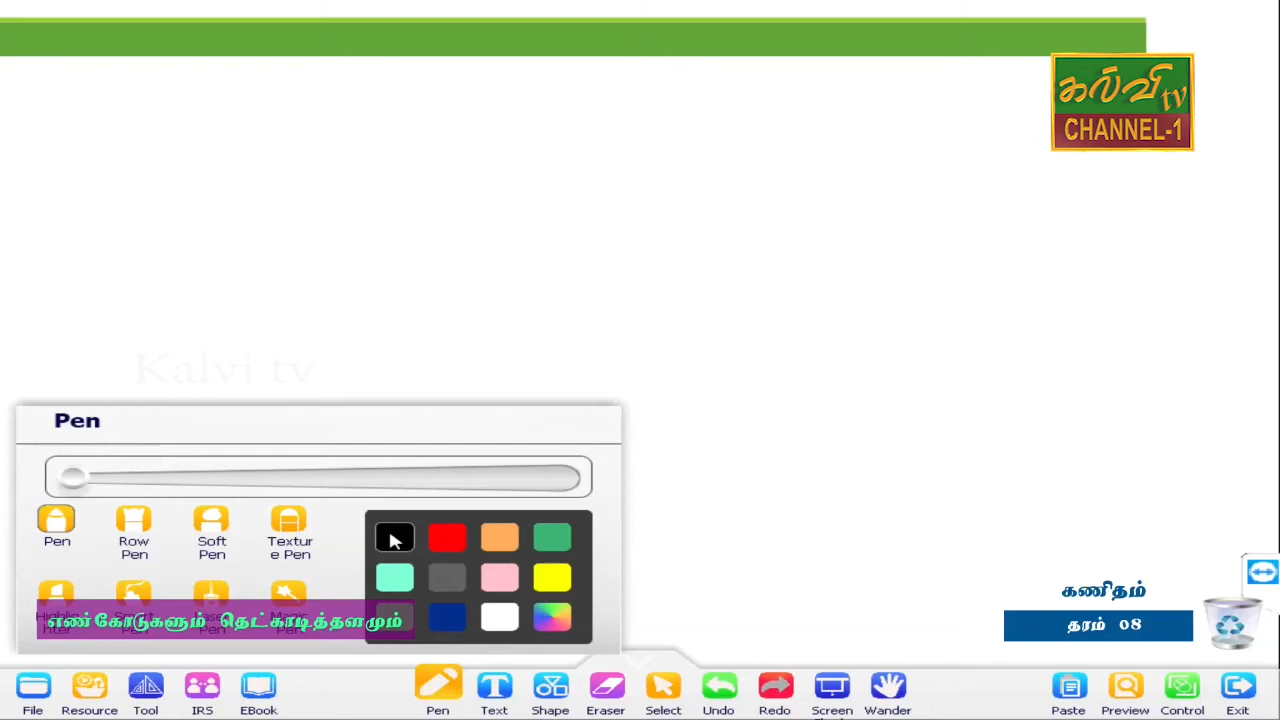 கல்வி tv
CHANNEL-1
Kalvi tv
Pen
Pen
Row
Pen
Soft
Pen
Textur
e Pen
எண்கோடுகளும் தெட்காடித்தளமும்
கணிதம்
தரம் 08
File
Resource
Tool
IRS
EBook
Pen
Text
Shape
Eraser
Select
Undo
Redo
Screen
Wander
Paste
Preview
Control
Exit